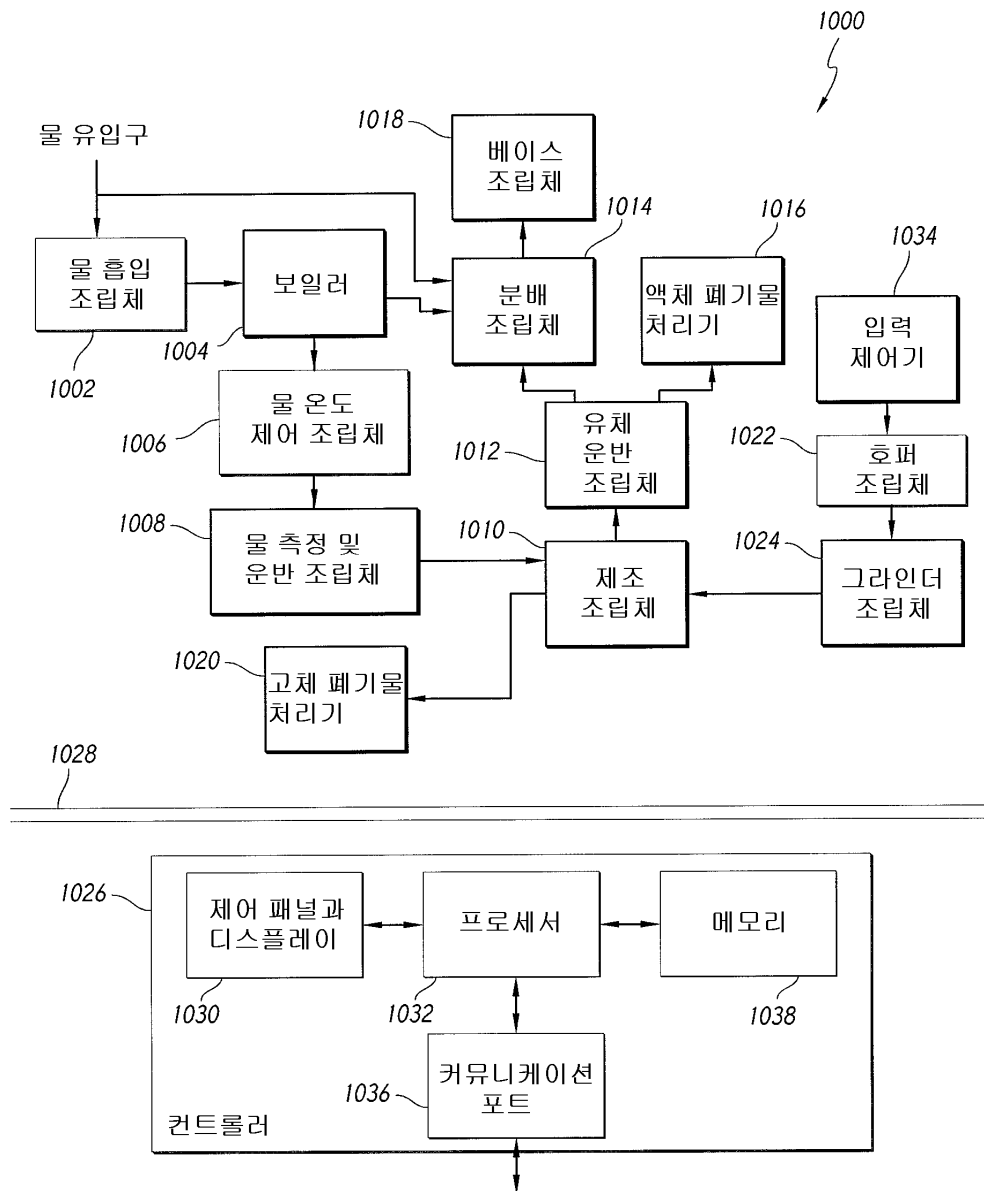 1000
물 유입구
1018
베이스
조립체
1014
1016
1034
물 흡입
조립체
1002
보일러
1004
분배
조립체
액체 폐기물
처리기
입력
제어기
1006
물 온도
제어 조립체
1012
유체
운반
조립체
1022
호퍼
조립체
1008
물 측정 및
운반 조립체
1010
제조
조립체
1024
그라인더
조립체
1020
고체 폐기물
처리기
1028
1026
제어 패널과
디스플레이
1030
프로세서
1032
메모리
1038
1036
커뮤니케이션
포트
컨트롤러